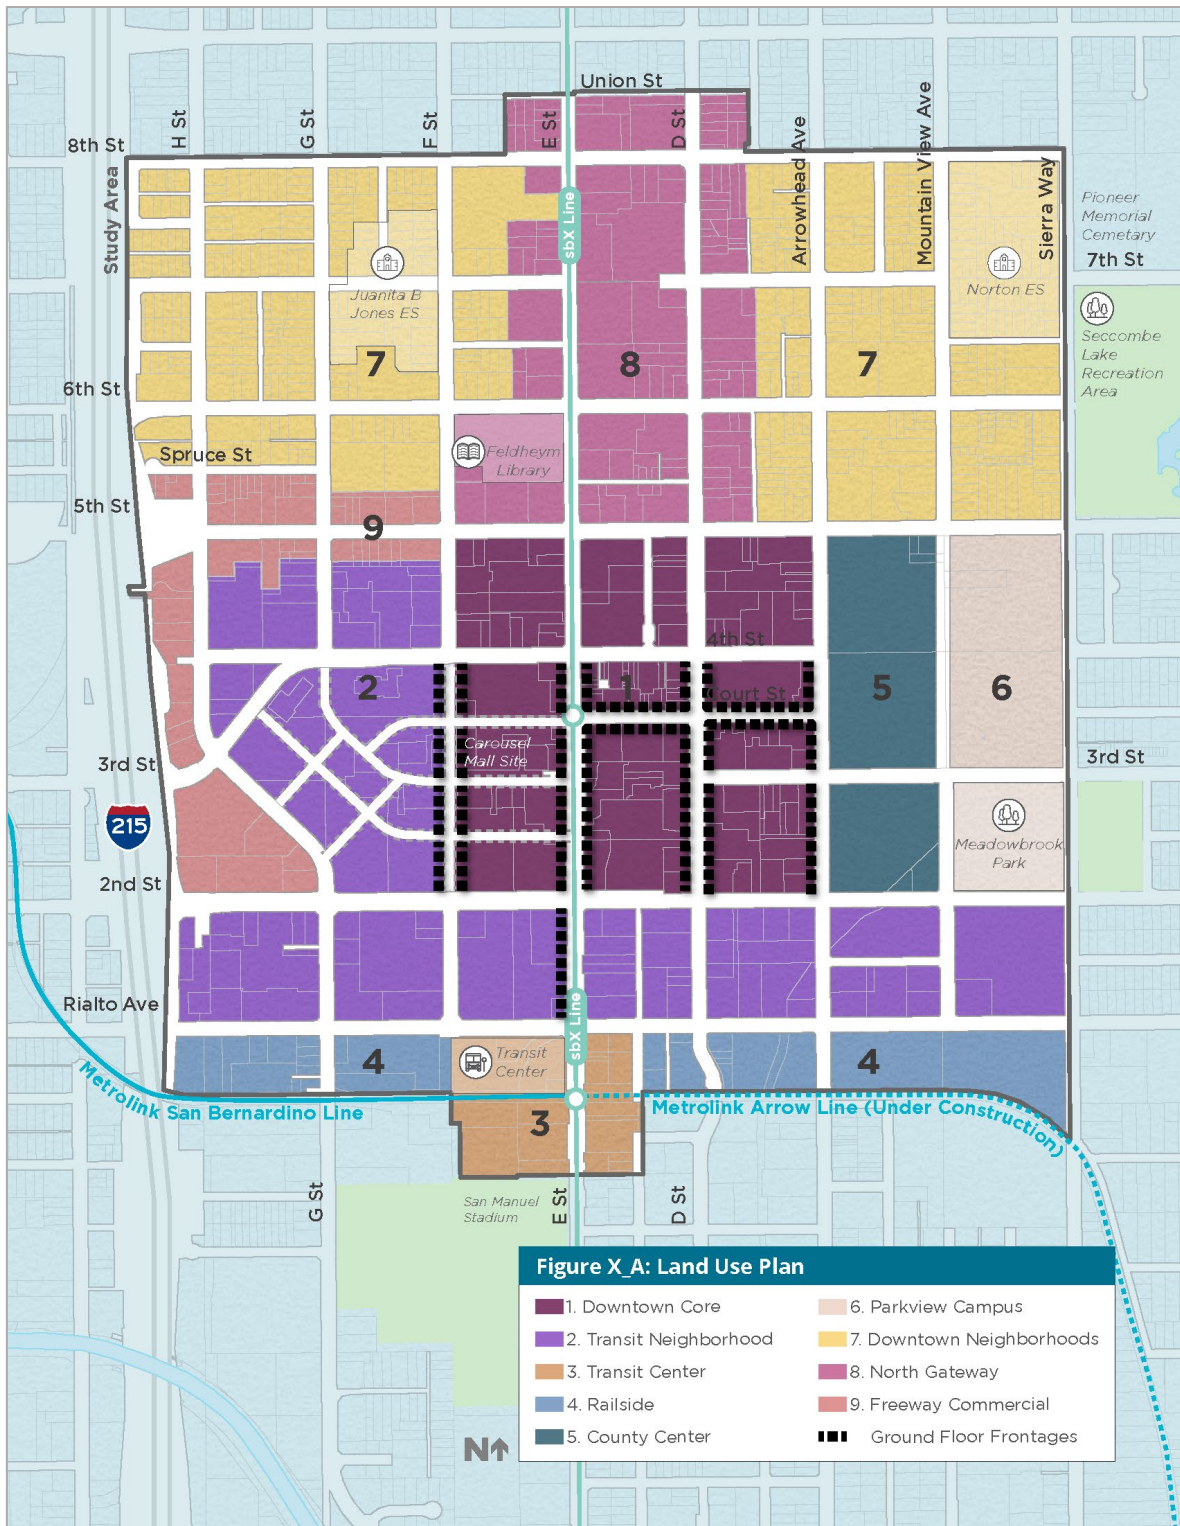 Union St
8th St
H St
G St
F St
E St
D St
Arrowhead Ave
Mountain View Ave
Sierra Way
Study Area
sbX Line
Pioneer
Memorial
Cemetary
7th St
Juanita B
Jones ES
Norton ES
Seccombe
Lake
Recreation
Area
7
8
7
6th St
Spruce St
Feldheym
Library
5th St
9
4th St
2
1
Court St
5
6
Carousel
Mall Site
3rd St
3rd St
215
Meadowbrook
Park
2nd St
Rialto Ave
sbX Line
4
Transit
Center
4
Metrolink San Bernardino Line
Metrolink Arrow Line (Under Construction)
3
G St
San Manuel
Stadium
E St
D St
Figure X_A: Land Use Plan
1. Downtown Core
2. Transit Neighborhood
3. Transit Center
4. Railside
5. County Center
6. Parkview Campus
7. Downtown Neighborhoods
8. North Gateway
9. Freeway Commercial
Ground Floor Frontages
N↑